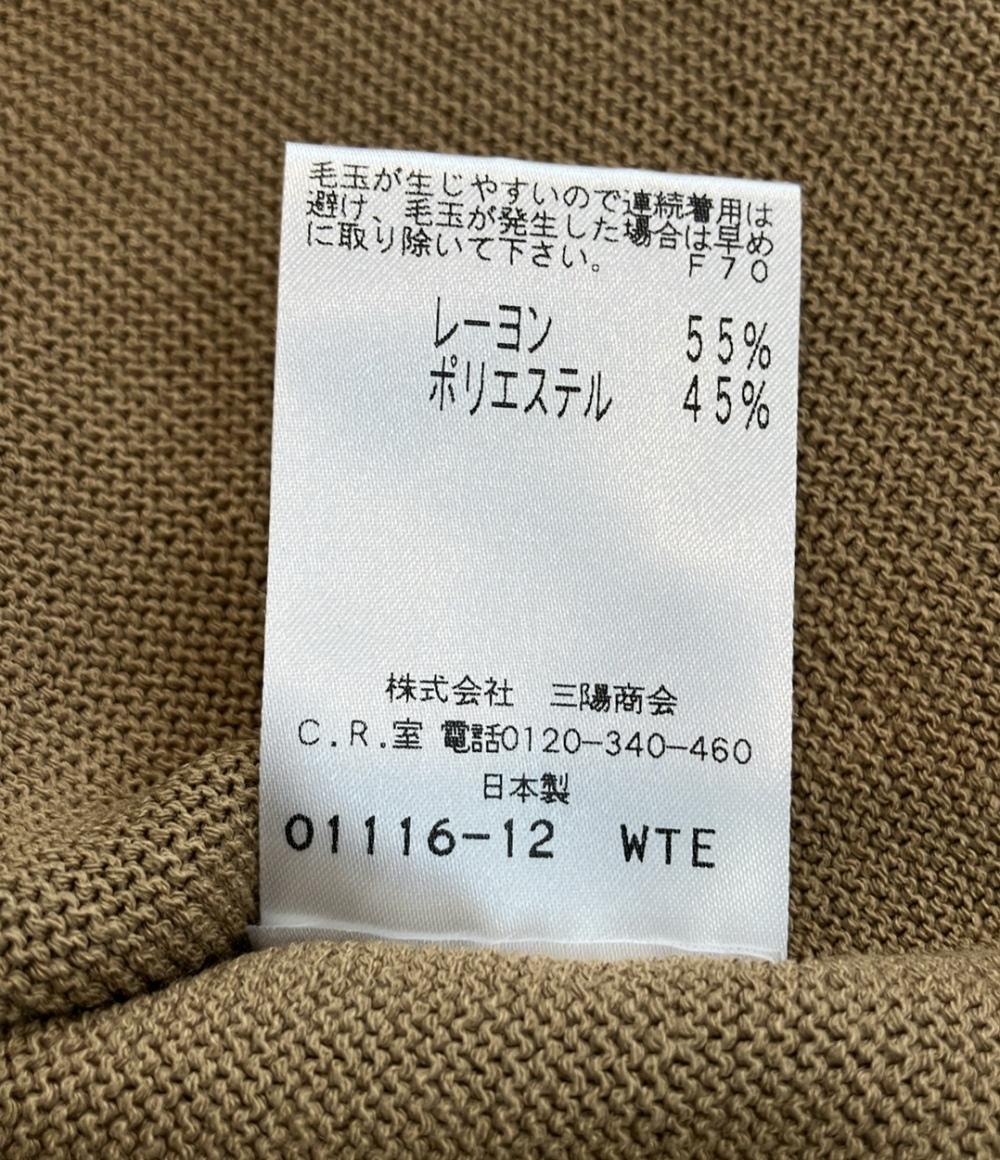 毛玉が生じやすいので連続着用は
避け、毛玉が発生した場合は早め
に取り除いて下さい。 F70
レーヨン 55%
ポリエステル 45%
株式会社 三陽商会
C.R.室 電話0120-340-460
日本製
01116-12 WTE